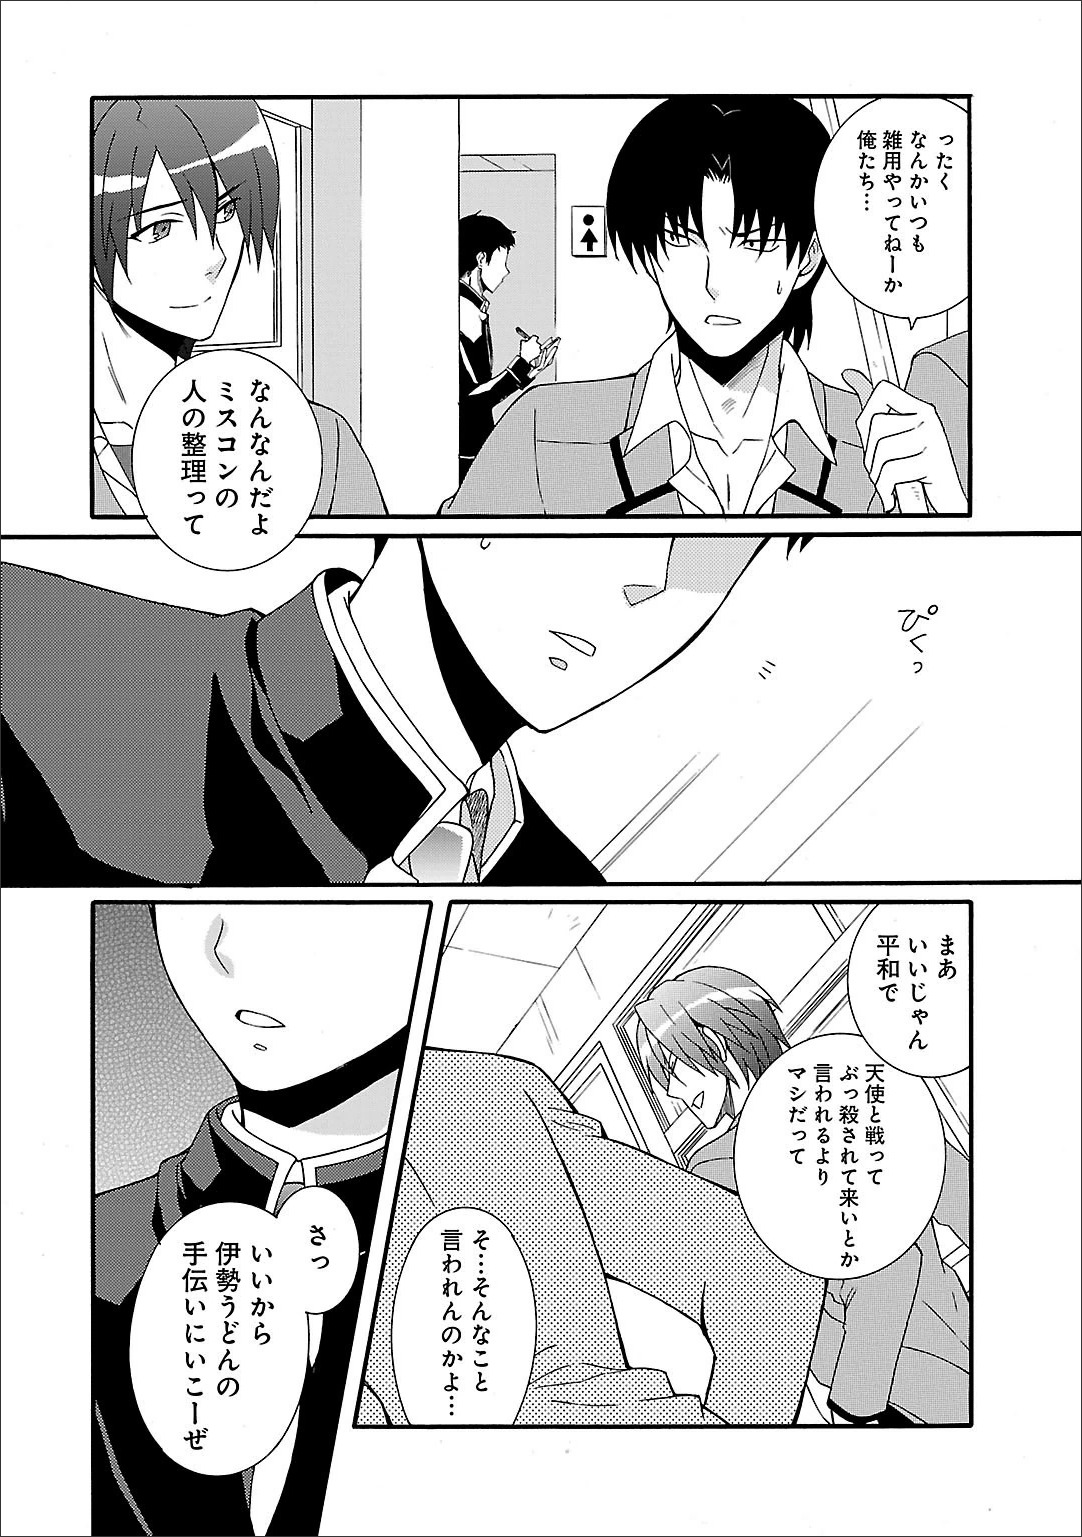 ったく
なんかいつも
雑用やってねーか
俺たち…
なんなんだよ
ミスコンの
人の整理って
ぴくっ
まあ
いいじゃん
平和で
天使と戦って
ぶっ殺されて来いとか
言われるより
マシだって
そ…そんなこと
言われんのかよ…
さっ
いいから
伊勢うどんの
手伝いにいこーぜ